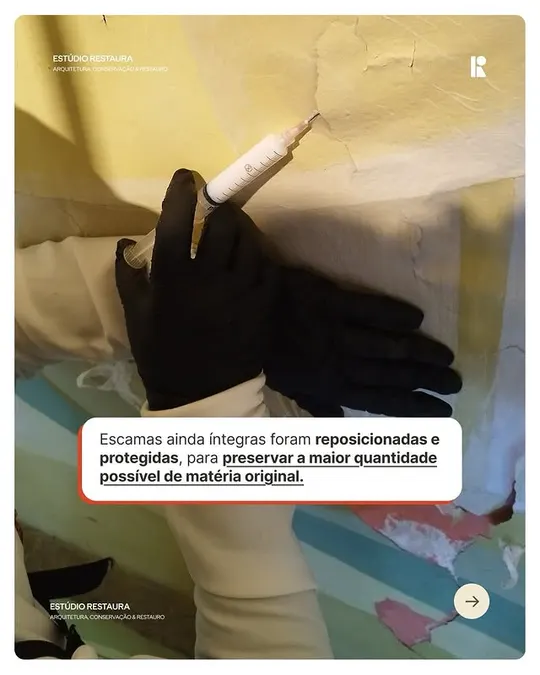 ESTÚDIO RESTAURA
ARQUITETURA, CONSERVAÇÃO & RESTAURO
R
Escamas ainda íntegras foram reposicionadas e
protegidas, para preservar a maior quantidade
possível de matéria original.
ESTÚDIO RESTAURA
ARQUITETURA, CONSERVAÇÃO & RESTAURO